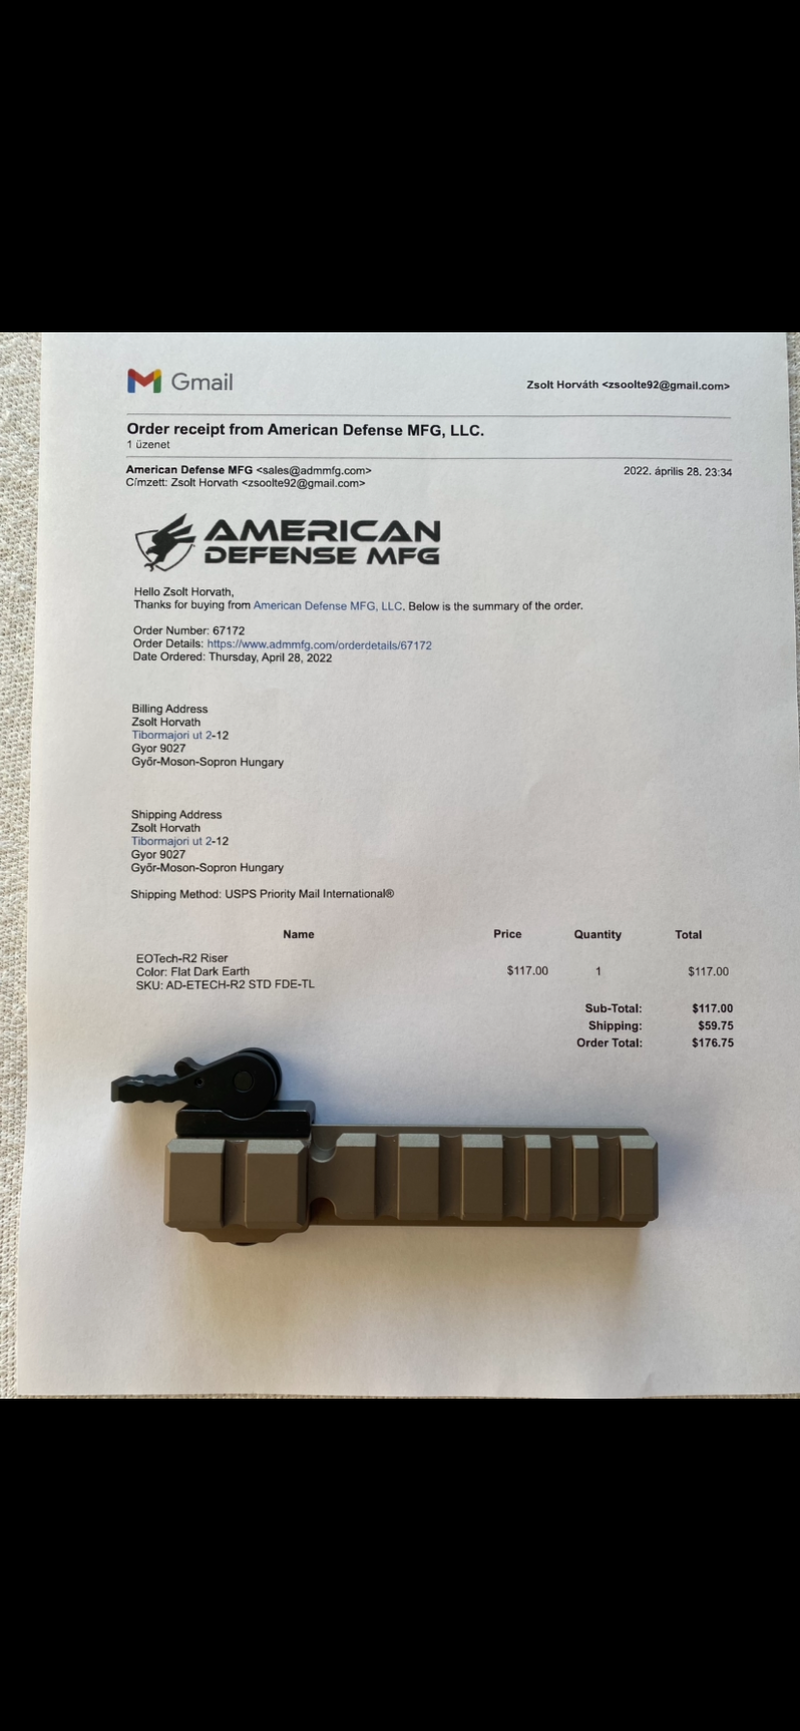 Gmail
Zsolt Horváth <zsoolte92@gmail.com>
Order receipt from American Defense MFG, LLC.
1 üzenet
American Defense MFG <sales@admmfg.com>
2022. április 28. 23:34
Címzett: Zsolt Horvath <zsoolte92@gmail.com>
AMERICAN
DEFENSE MFG
Hello Zsolt Horvath,
Thanks for buying from American Defense MFG, LLC. Below is the summary of the order.
Order Number: 67172
Order Details: https://www.admmfg.com/orderdetails/67172
Date Ordered: Thursday, April 28, 2022
Billing Address
Zsolt Horvath
Tibormajori ut 2-12
Gyor 9027
Győr-Moson-Sopron Hungary
Shipping Address
Zsolt Horvath
Tibormajori ut 2-12
Gyor 9027
Győr-Moson-Sopron Hungary
Shipping Method: USPS Priority Mail International®
Name Price Quantity Total
EOTech-R2 Riser
Color: Flat Dark Earth $117.00 1 $117.00
SKU: AD-ETECH-R2 STD FDE-TL
Sub-Total: $117.00
Shipping: $59.75
Order Total: $176.75